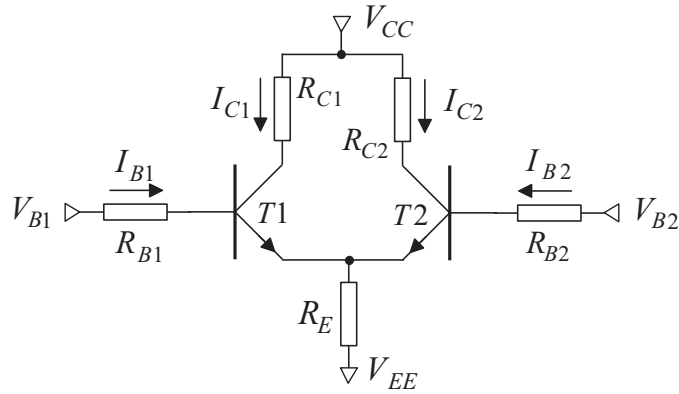 V_CC
I_C1
R_C1
R_C2
I_C2
I_B1
I_B2
V_B1
R_B1
T1
T2
R_B2
V_B2
R_E
V_EE